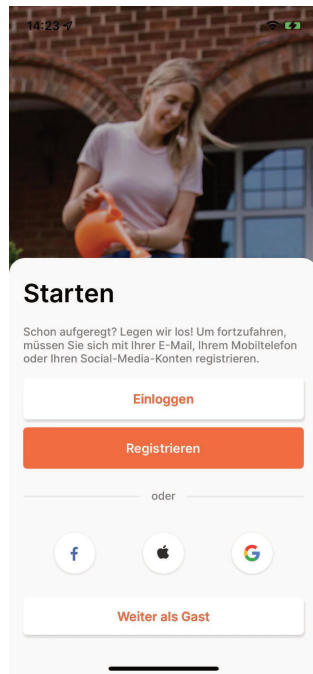 14:23
Starten
Schon aufgeregt? Legen wir los! Um fortzufahren,
müssen Sie sich mit Ihrer E-Mail, Ihrem Mobiltelefon
oder Ihren Social-Media-Konten registrieren.
Einloggen
Registrieren
oder
f
G
Weiter als Gast